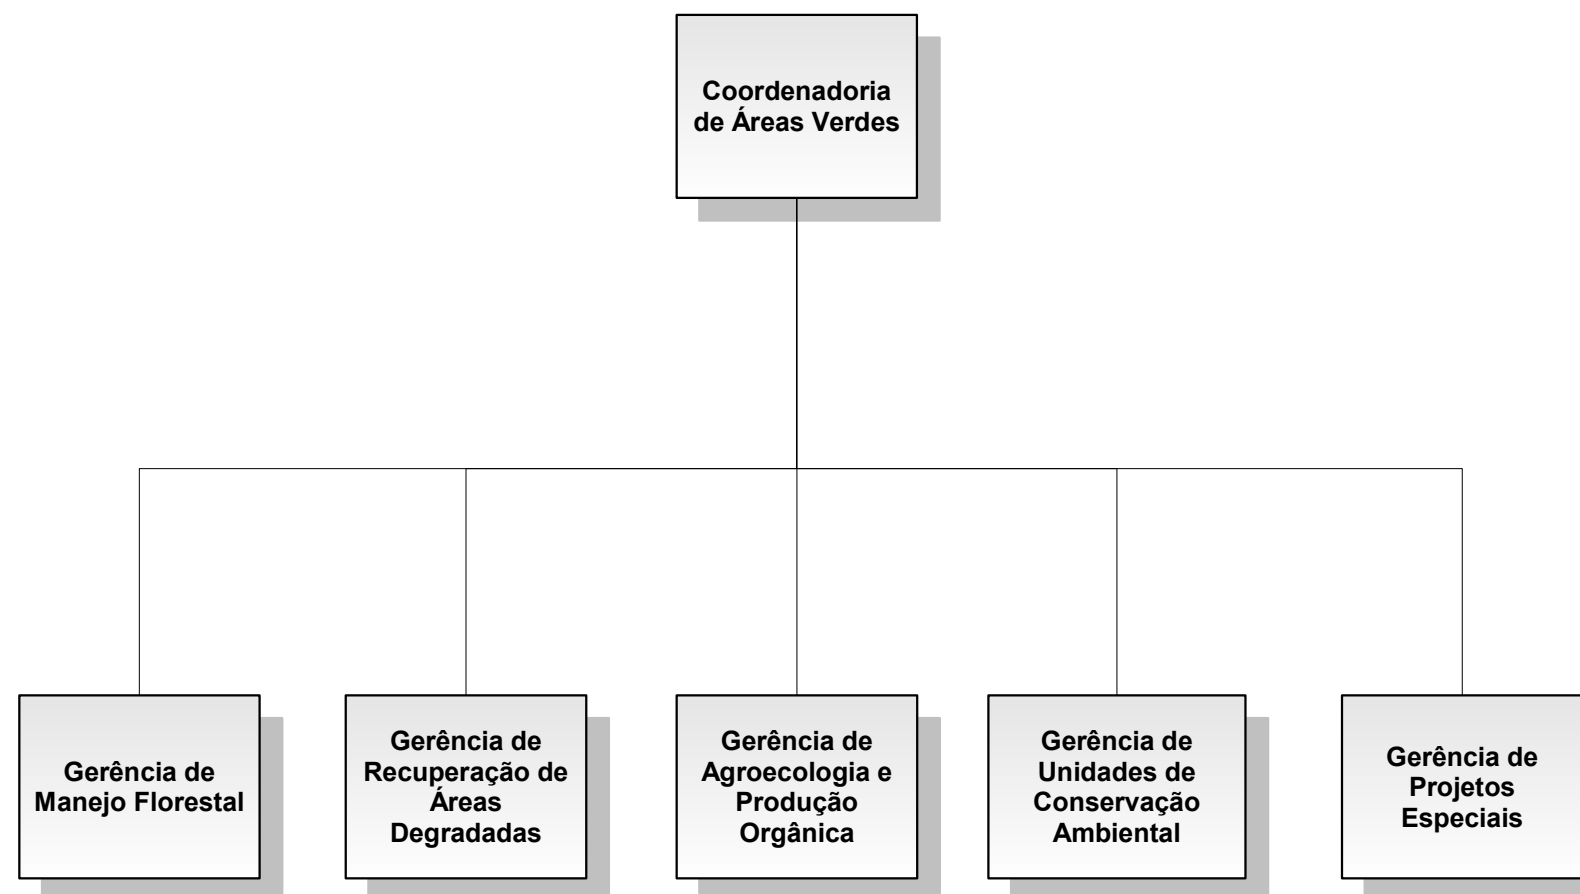 Coordenadoria
de Áreas Verdes
Gerência de
Manejo Florestal
Gerência de
Recuperação de
Áreas
Degradadas
Gerência de
Agroecologia e
Produção
Orgânica
Gerência de
Unidades de
Conservação
Ambiental
Gerência de
Projetos
Especiais